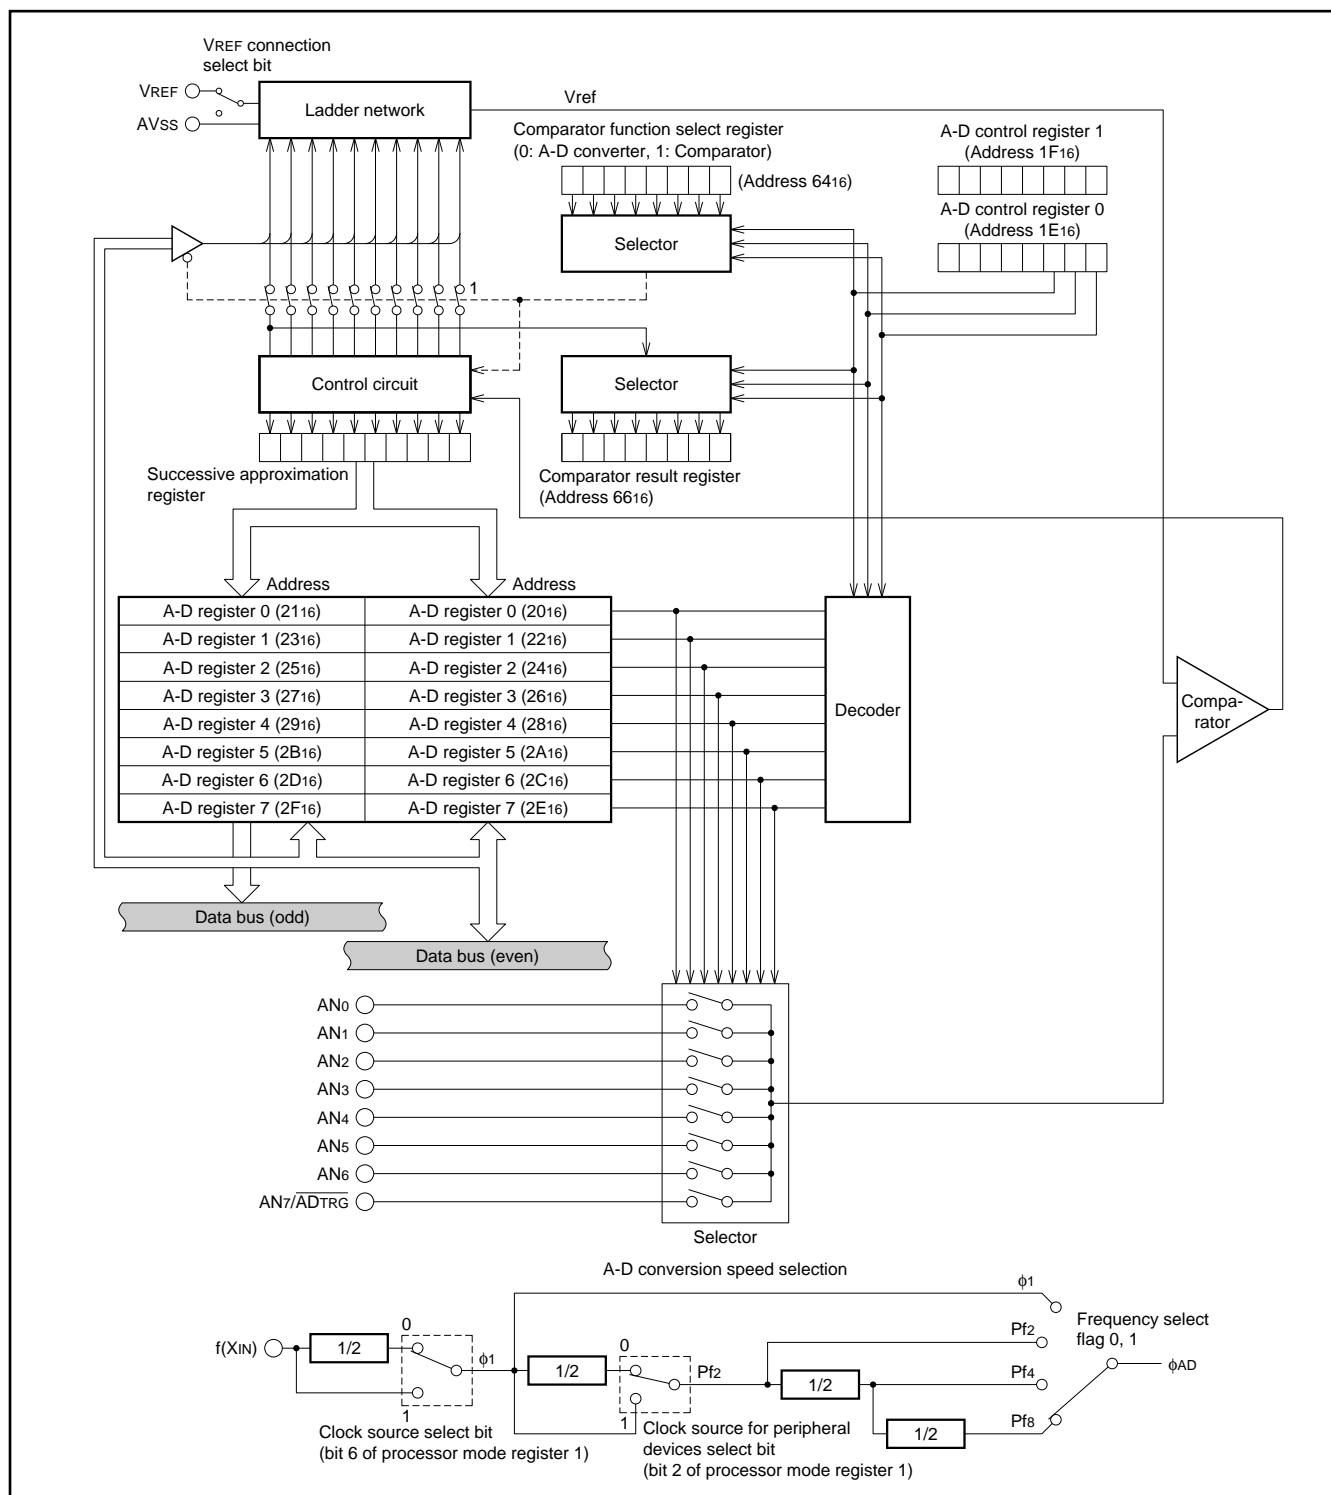 VREF connection
select bit
VREF
AVSS
Ladder network
Vref
Comparator function select register
(0: A-D converter, 1: Comparator)
(Address 6416)
A-D control register 1
(Address 1F16)
A-D control register 0
(Address 1E16)
Selector
1
Control circuit
Selector
Successive approximation
register
Comparator result register
(Address 6616)
Address
Address
A-D register 0 (2116)
A-D register 0 (2016)
A-D register 1 (2316)
A-D register 1 (2216)
A-D register 2 (2516)
A-D register 2 (2416)
A-D register 3 (2716)
A-D register 3 (2616)
A-D register 4 (2916)
A-D register 4 (2816)
A-D register 5 (2B16)
A-D register 5 (2A16)
A-D register 6 (2D16)
A-D register 6 (2C16)
A-D register 7 (2F16)
A-D register 7 (2E16)
Decoder
Compa-
rator
Data bus (odd)
Data bus (even)
AN0
AN1
AN2
AN3
AN4
AN5
AN6
AN7/ADTRG
Selector
A-D conversion speed selection
f(XIN)
1/2
0
1
ϕ1
Clock source select bit
(bit 6 of processor mode register 1)
1/2
0
1
Pf2
Clock source for peripheral
devices select bit
(bit 2 of processor mode register 1)
1/2
1/2
ϕ1
Pf2
Pf4
Pf8
Frequency select
flag 0, 1
ϕAD